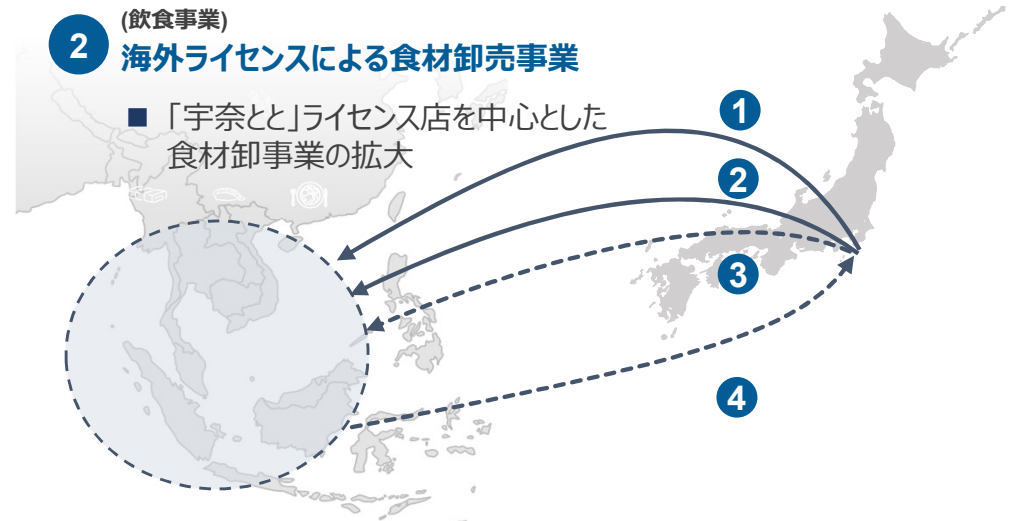 (飲食事業)
2
海外ライセンスによる食材卸売事業
■ 「宇奈とと」ライセンス店を中心とした
食材卸事業の拡大
1
2
3
4